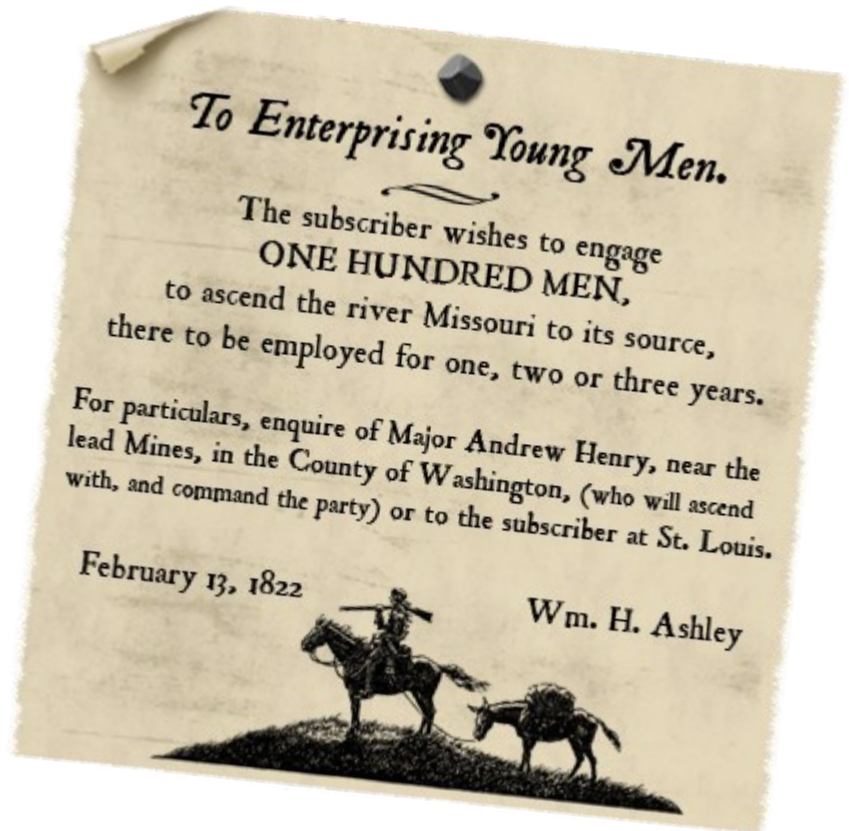 To Enterprising Young Men.
The subscriber wishes to engage
ONE HUNDRED MEN,
to ascend the river Missouri to its source,
there to be employed for one, two or three years.
For particulars, enquire of Major Andrew Henry, near the
lead Mines, in the County of Washington, (who will ascend
with, and command the party) or to the subscriber at St. Louis.
February 13, 1822
Wm. H. Ashley